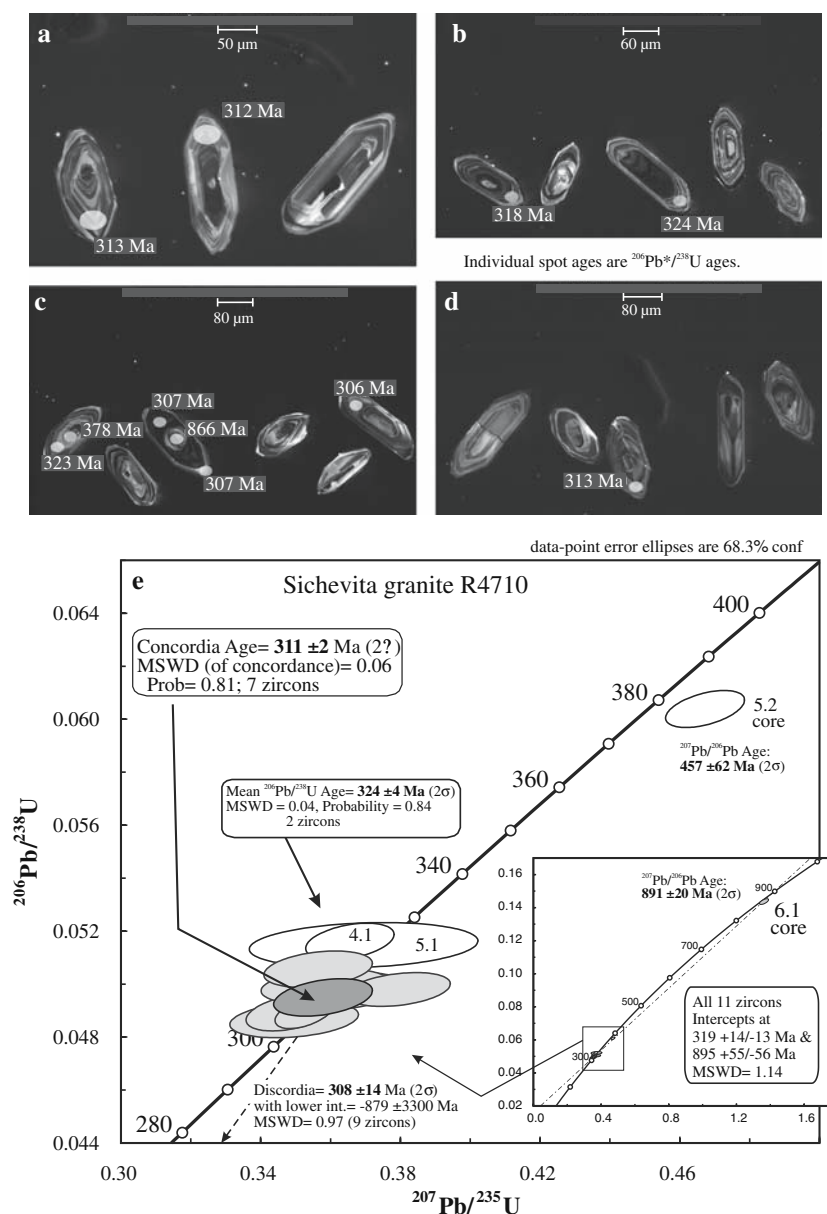 a
50 µm
312 Ma
313 Ma
b
60 µm
318 Ma
324 Ma
Individual spot ages are ²⁰⁶Pb*/²³⁸U ages.
c
80 µm
307 Ma
306 Ma
378 Ma
866 Ma
323 Ma
307 Ma
d
80 µm
313 Ma
data-point error ellipses are 68.3% conf
e
Sichevita granite R4710
Concordia Age= 311 ±2 Ma (2?)
MSWD (of concordance)= 0.06
Prob= 0.81; 7 zircons
Mean ²⁰⁶Pb/²³⁸U Age= 324 ±4 Ma (2σ)
MSWD = 0.04, Probability = 0.84
2 zircons
400
380
360
340
300
280
5.2
core
²⁰⁷Pb/²⁰⁶Pb Age:
457 ±62 Ma (2σ)
4.1
5.1
Discordia= 308 ±14 Ma (2σ)
with lower int.= -879 ±3300 Ma
MSWD= 0.97 (9 zircons)
²⁰⁷Pb/²⁰⁶Pb Age:
891 ±20 Ma (2σ)
900
700
500
300
6.1
core
All 11 zircons
Intercepts at
319 +14/-13 Ma &
895 +55/-56 Ma
MSWD= 1.14
0.16
0.14
0.12
0.10
0.08
0.06
0.04
0.02
0.0
0.4
0.8
1.2
1.6
0.064
0.060
0.056
0.052
0.048
0.044
²⁰⁶Pb/²³⁸U
0.30
0.34
0.38
0.42
0.46
²⁰⁷Pb/²³⁵U